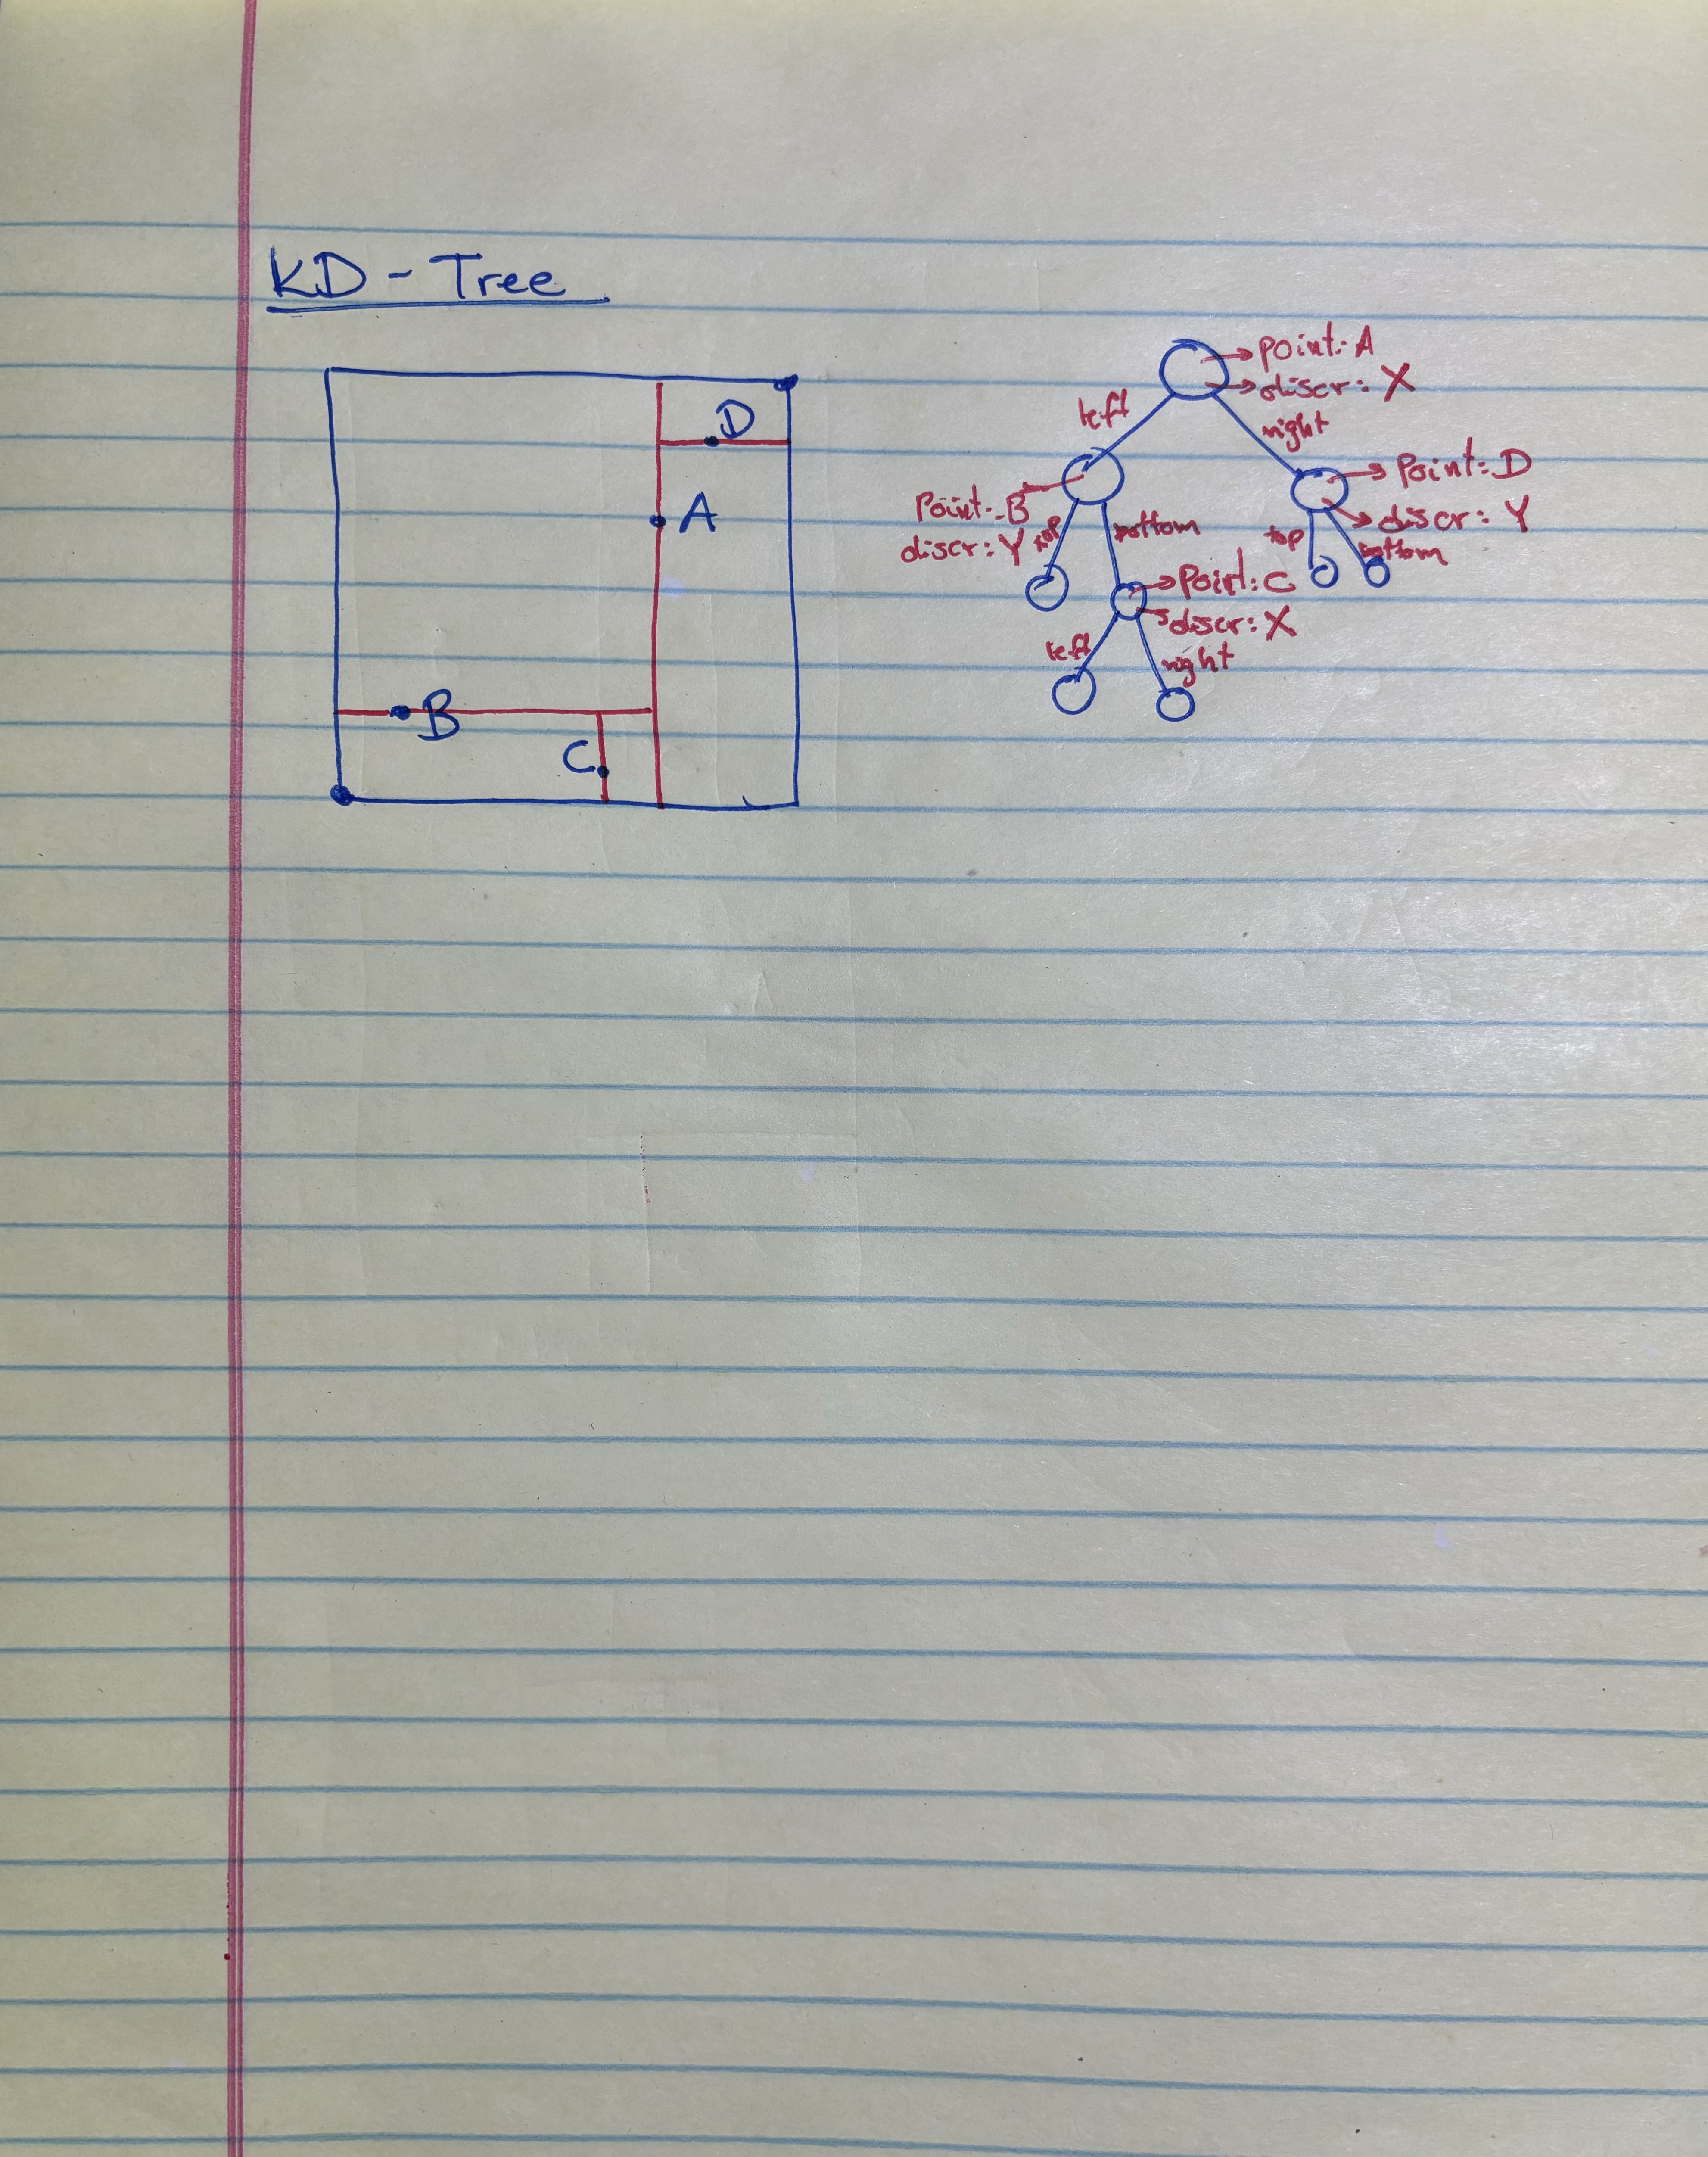 KD-Tree
D
A
B
C
point: A
discr: X
left
right
Point: B
discr: Y
top
bottom
Point: D
discr: Y
top
bottom
Point: C
discr: X
left
right